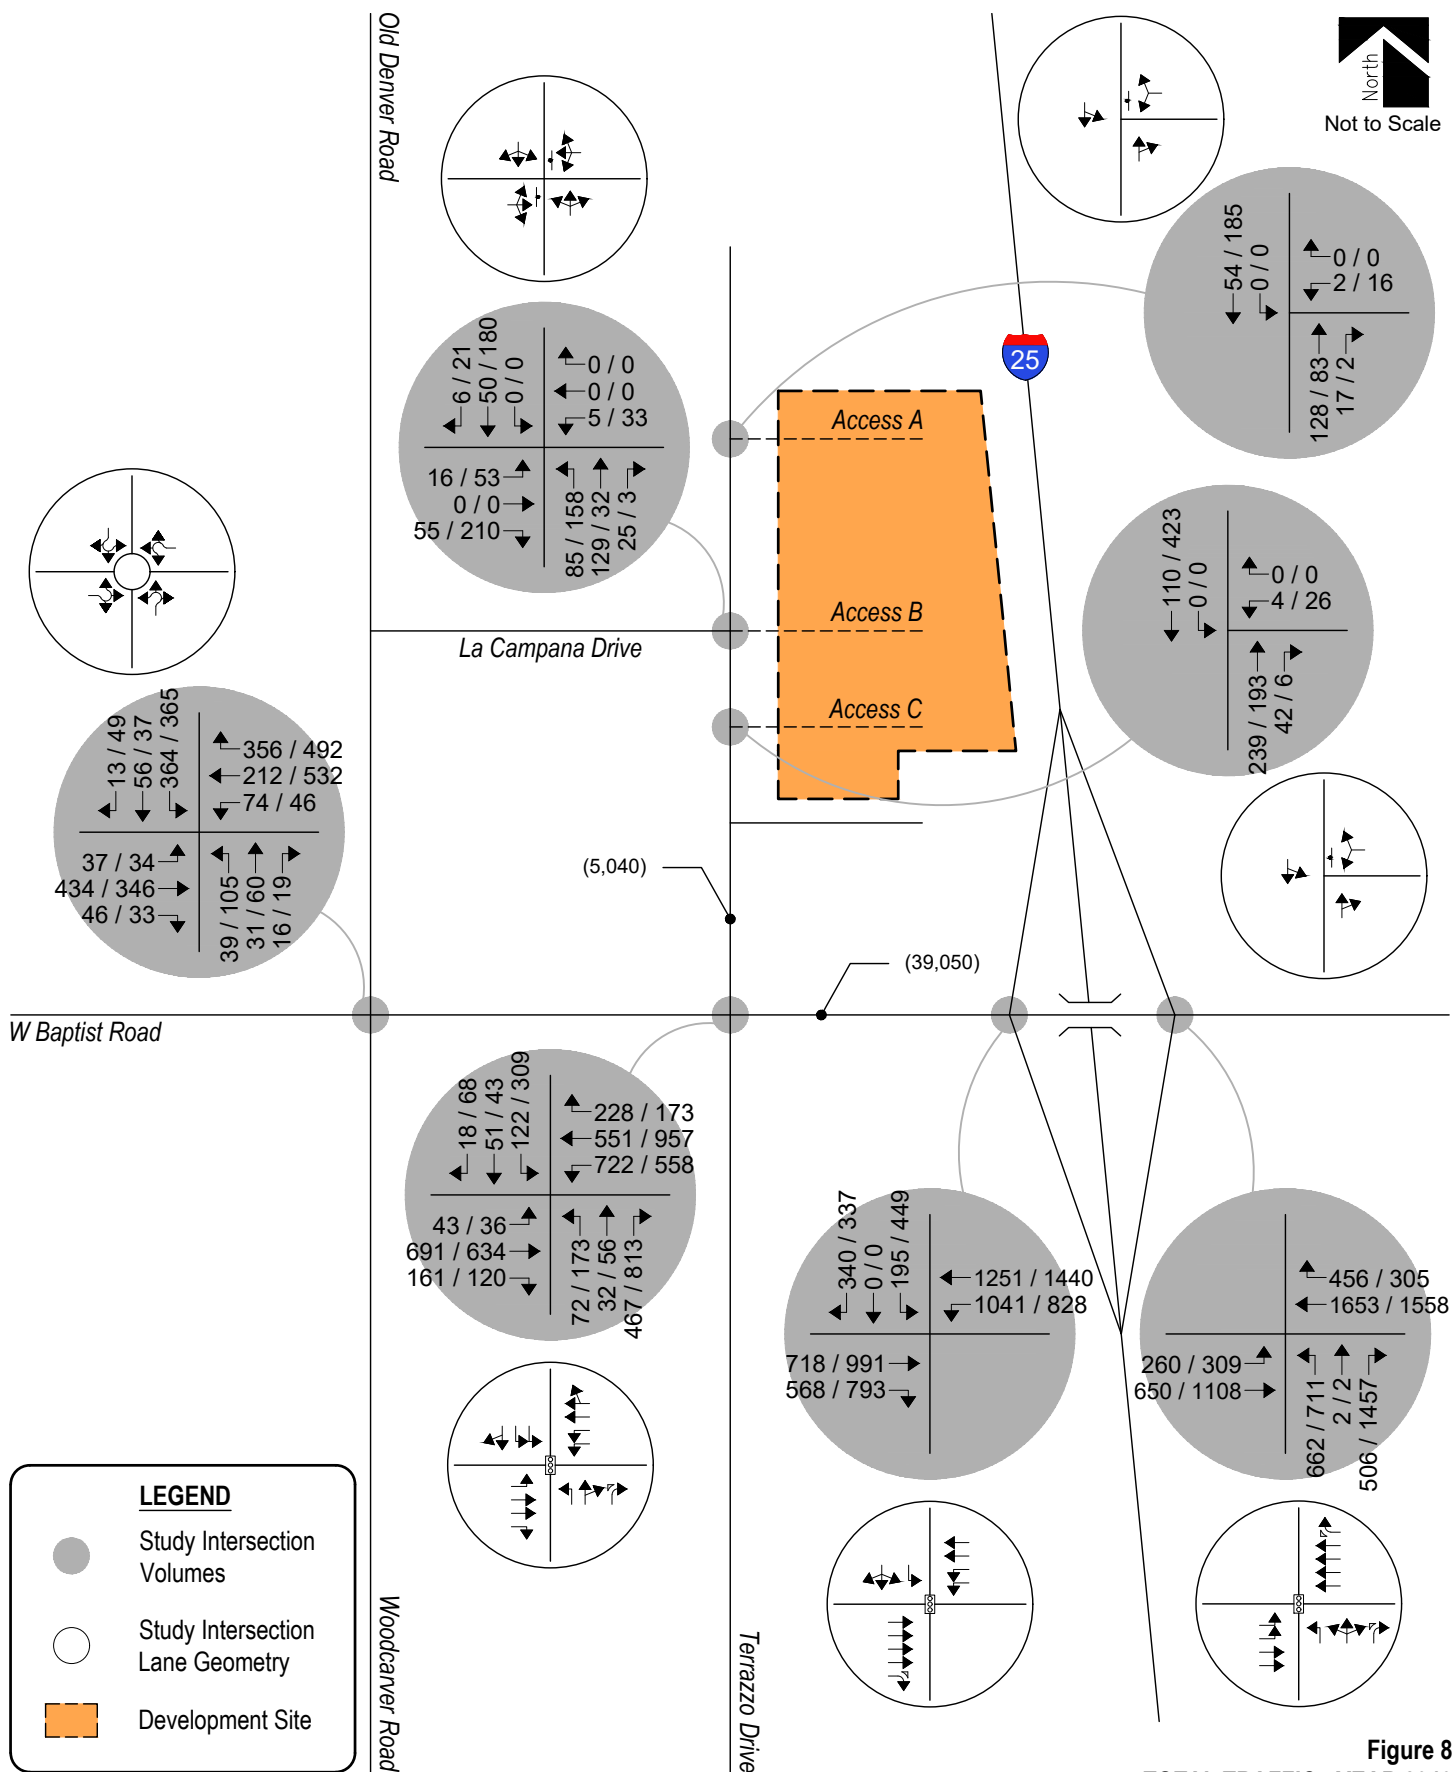 Old Denver Road
North
Not to Scale
54 / 185
0 / 0
0 / 0
2 / 16
128 / 83
17 / 2
25
6 / 21
50 / 180
0 / 0
0 / 0
0 / 0
5 / 33
16 / 53
0 / 0
55 / 210
85 / 158
129 / 32
25 / 3
Access A
Access B
Access C
La Campana Drive
110 / 423
0 / 0
0 / 0
4 / 26
239 / 193
42 / 6
13 / 49
56 / 37
364 / 365
356 / 492
212 / 532
74 / 46
37 / 34
434 / 346
46 / 33
39 / 105
31 / 60
16 / 19
(5,040)
(39,050)
W Baptist Road
18 / 68
51 / 43
122 / 309
228 / 173
551 / 957
722 / 558
43 / 36
691 / 634
161 / 120
72 / 173
32 / 56
467 / 813
340 / 337
0 / 0
195 / 449
1251 / 1440
1041 / 828
718 / 991
568 / 793
456 / 305
1653 / 1558
260 / 309
650 / 1108
662 / 711
2 / 2
506 / 1457
LEGEND
Study Intersection
Volumes
Study Intersection
Lane Geometry
Development Site
Woodcarver Road
Terrazzo Drive
Figure 8